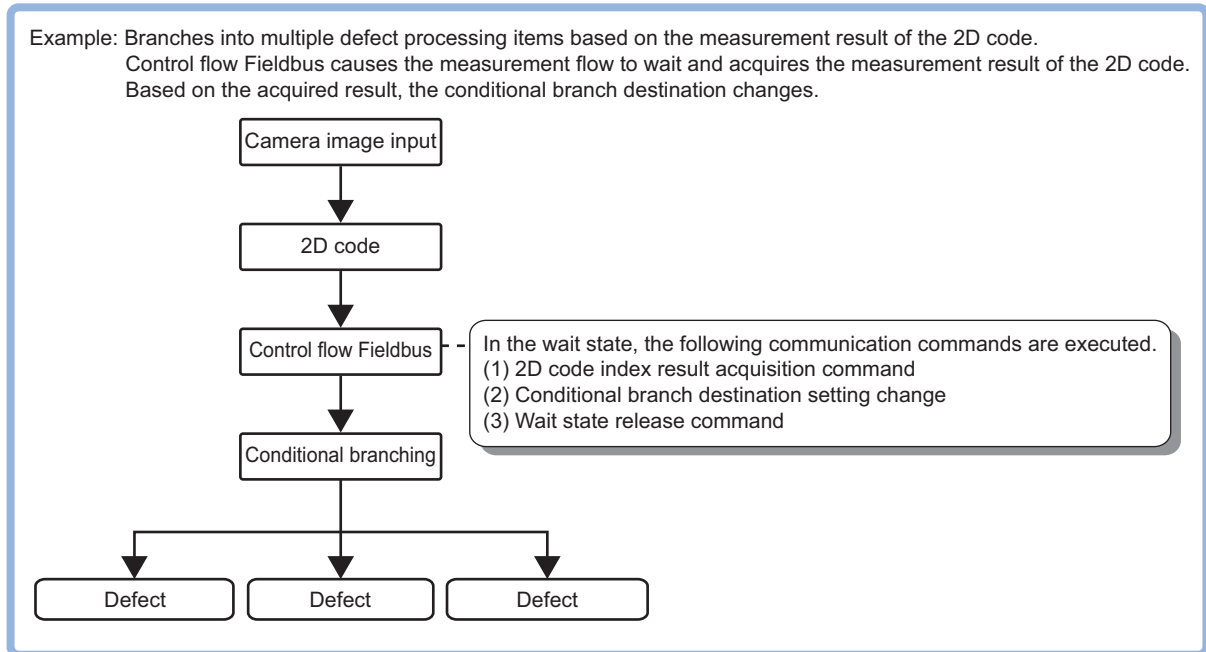 Example: Branches into multiple defect processing items based on the measurement result of the 2D code.
Control flow Fieldbus causes the measurement flow to wait and acquires the measurement result of the 2D code.
Based on the acquired result, the conditional branch destination changes.
Camera image input
2D code
Control flow Fieldbus
In the wait state, the following communication commands are executed.
(1) 2D code index result acquisition command
(2) Conditional branch destination setting change
(3) Wait state release command
Conditional branching
Defect
Defect
Defect